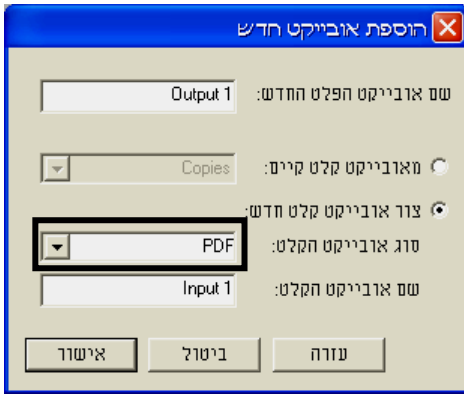 הוספת אובייקט חדש
שם אובייקט הפלט החדש: Output 1
מאובייקט קלט קיים: Copies
צור אובייקט קלט חדש:
סוג אובייקט הקלט: PDF
שם אובייקט הקלט: Input 1
עזרה ביטול אישור